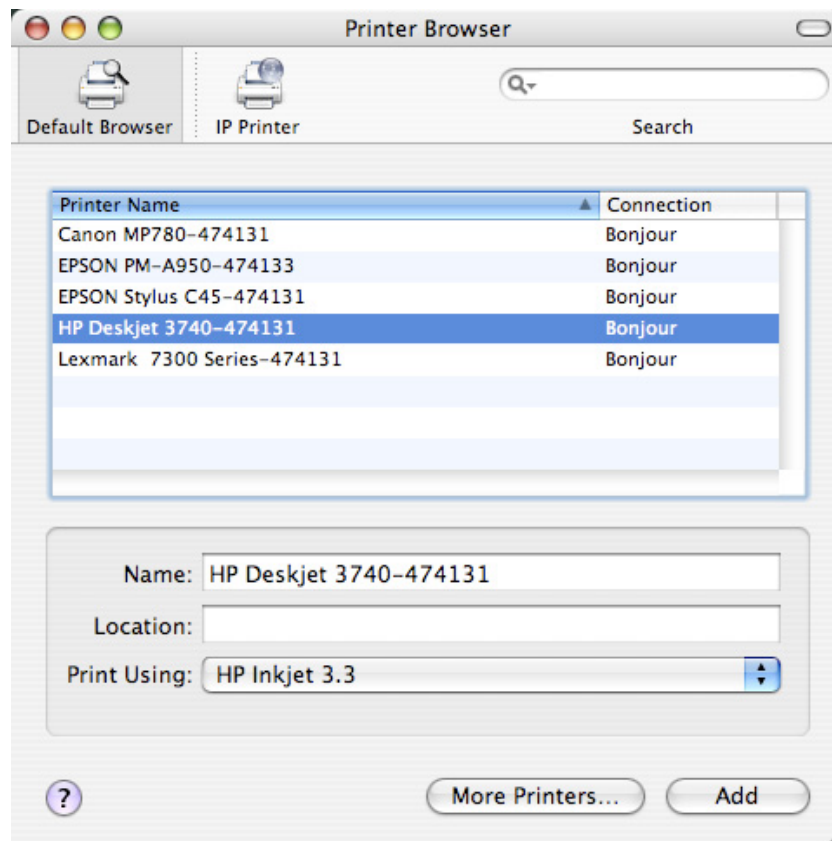 Printer Browser
Default Browser
IP Printer
Search
Printer Name Connection
Canon MP780-474131 Bonjour
EPSON PM-A950-474133 Bonjour
EPSON Stylus C45-474131 Bonjour
HP Deskjet 3740-474131 Bonjour
Lexmark  7300 Series-474131 Bonjour
Name: HP Deskjet 3740-474131
Location:
Print Using: HP Inkjet 3.3
? More Printers... Add